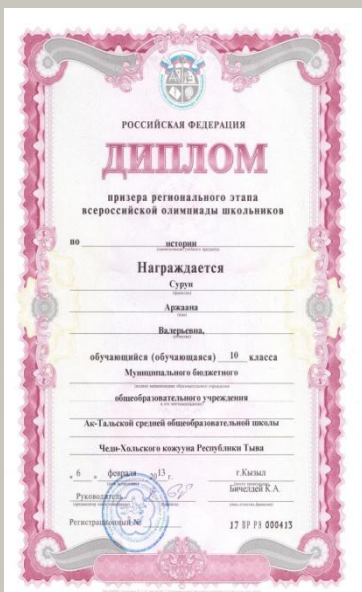 РОССИЙСКАЯ ФЕДЕРАЦИЯ
ДИПЛОМ
призера регионального этапа
всероссийской олимпиады школьников
по истории
Награждается
Сурун
Аржаана
Валерьевна,
обучающийся (обучающаяся) 10 класса
Муниципального бюджетного
общеобразовательного учреждения
Ак-Тальской средней общеобразовательной школы
Чеди-Хольского кожууна Республики Тыва
" 6 " февраля 2013 г. г.Кызыл
Руководитель Бичелдей К.А.
Регистрационный № 17 ВР РЭ 000413